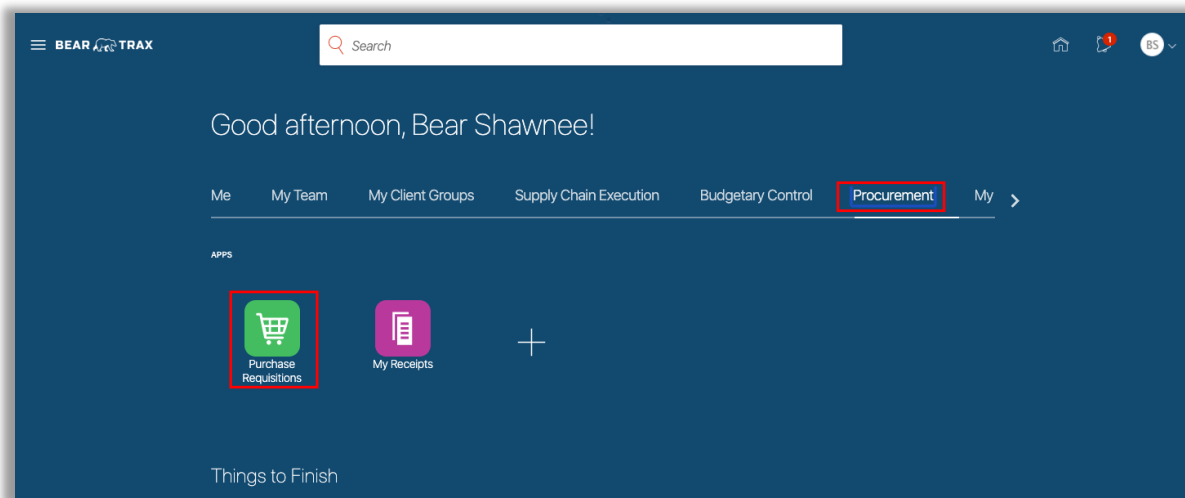 BEAR TRAX
Search
1
BS
Good afternoon, Bear Shawnee!
Me My Team My Client Groups Supply Chain Execution Budgetary Control Procurement My
APPS
Purchase
Requisitions
My Receipts
Things to Finish